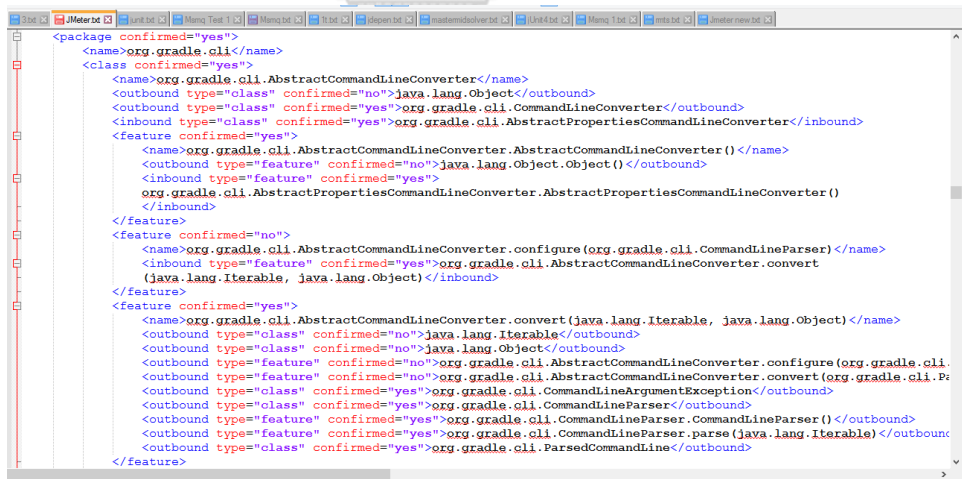 3.txt JMeter.txt junit.txt Mamq Test 1 Mamq.txt 1t.txt jdepen.txt mastermidsolver.txt jUnit4.txt Mamq 1.txt mts.txt Jmeter new.txt
<package confirmed="yes">
<name>org.gradle.cli</name>
<class confirmed="yes">
<name>org.gradle.cli.AbstractCommandLineConverter</name>
<outbound type="class" confirmed="no">java.lang.Object</outbound>
<outbound type="class" confirmed="yes">org.gradle.cli.CommandLineConverter</outbound>
<inbound type="class" confirmed="yes">org.gradle.cli.AbstractPropertiesCommandLineConverter</inbound>
<feature confirmed="yes">
<name>org.gradle.cli.AbstractCommandLineConverter.AbstractCommandLineConverter()</name>
<outbound type="feature" confirmed="no">java.lang.Object.Object()</outbound>
<inbound type="feature" confirmed="yes">
org.gradle.cli.AbstractPropertiesCommandLineConverter.AbstractPropertiesCommandLineConverter()
</inbound>
</feature>
<feature confirmed="no">
<name>org.gradle.cli.AbstractCommandLineConverter.configure(org.gradle.cli.CommandLineParser)</name>
<inbound type="feature" confirmed="yes">org.gradle.cli.AbstractCommandLineConverter.convert
(java.lang.Iterable, java.lang.Object)</inbound>
</feature>
<feature confirmed="yes">
<name>org.gradle.cli.AbstractCommandLineConverter.convert(java.lang.Iterable, java.lang.Object)</name>
<outbound type="class" confirmed="no">java.lang.Iterable</outbound>
<outbound type="class" confirmed="no">java.lang.Object</outbound>
<outbound type="feature" confirmed="no">org.gradle.cli.AbstractCommandLineConverter.configure(org.gradle.cli.
<outbound type="feature" confirmed="no">org.gradle.cli.AbstractCommandLineConverter.convert(org.gradle.cli.Pa
<outbound type="class" confirmed="yes">org.gradle.cli.CommandLineArgumentException</outbound>
<outbound type="class" confirmed="yes">org.gradle.cli.CommandLineParser</outbound>
<outbound type="feature" confirmed="yes">org.gradle.cli.CommandLineParser.CommandLineParser()</outbound>
<outbound type="feature" confirmed="yes">org.gradle.cli.CommandLineParser.parse(java.lang.Iterable)</outbound
<outbound type="class" confirmed="yes">org.gradle.cli.ParsedCommandLine</outbound>
</feature>